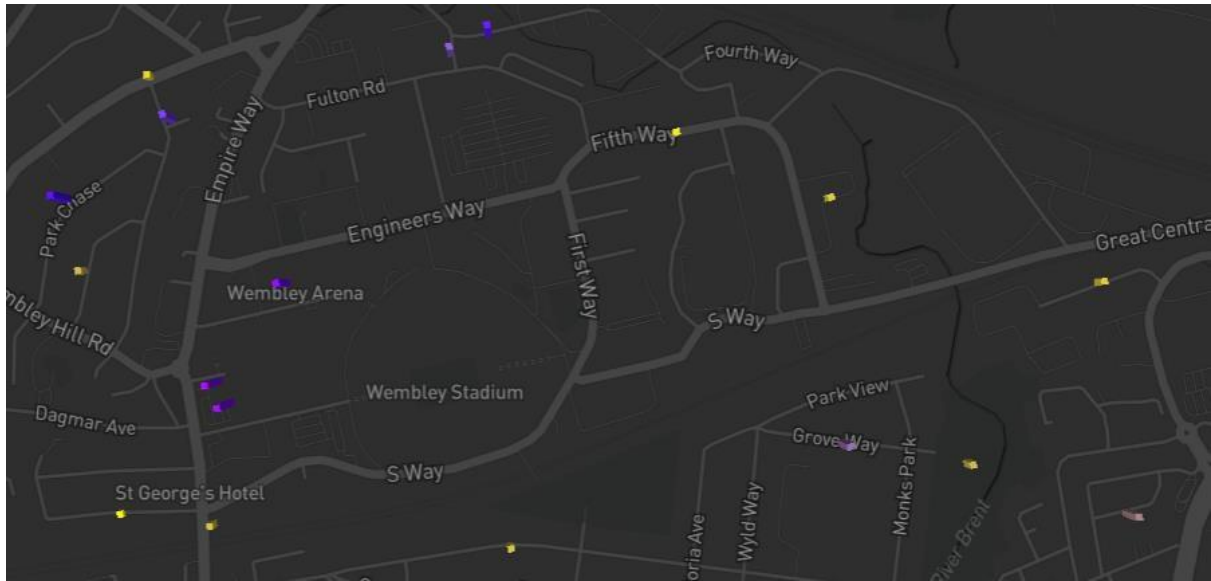 Fourth Way
Fulton Rd
Fifth Way
Empire Way
Park Chase
Engineers Way
Great Centra
First Way
Wembley Arena
mbley Hill Rd
S Way
Wembley Stadium
Park View
Dagmar Ave
Grove Way
Monks Park
S Way
St George's Hotel
Wyld Way
oria Ave
River Brent